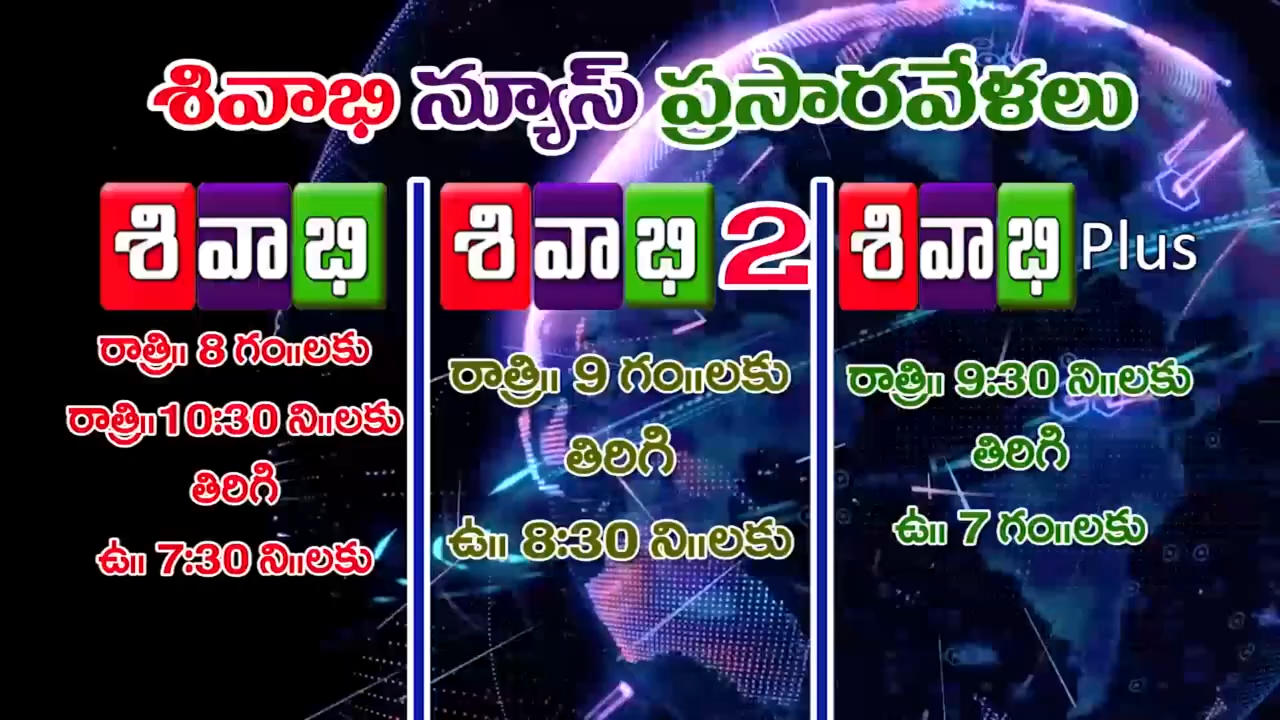 శివాభి న్యూస్ ప్రసారవేళలు
శివాభి
రాత్రి॥ 8 గం॥లకు
రాత్రి॥10:30 ని॥లకు
తిరిగి
ఉ॥ 7:30 ని॥లకు
శివాభి 2
రాత్రి॥ 9 గం॥లకు
తిరిగి
ఉ॥ 8:30 ని॥లకు
శివాభి Plus
రాత్రి॥ 9:30 ని॥లకు
తిరిగి
ఉ॥ 7 గం॥లకు